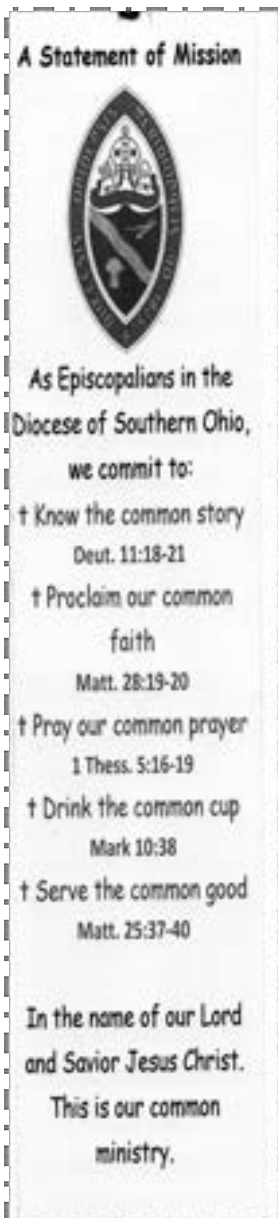 A Statement of Mission
As Episcopalians in the
Diocese of Southern Ohio,
we commit to:
† Know the common story
Deut. 11:18-21
† Proclaim our common
faith
Matt. 28:19-20
† Pray our common prayer
1 Thess. 5:16-19
† Drink the common cup
Mark 10:38
† Serve the common good
Matt. 25:37-40
In the name of our Lord
and Savior Jesus Christ.
This is our common
ministry.